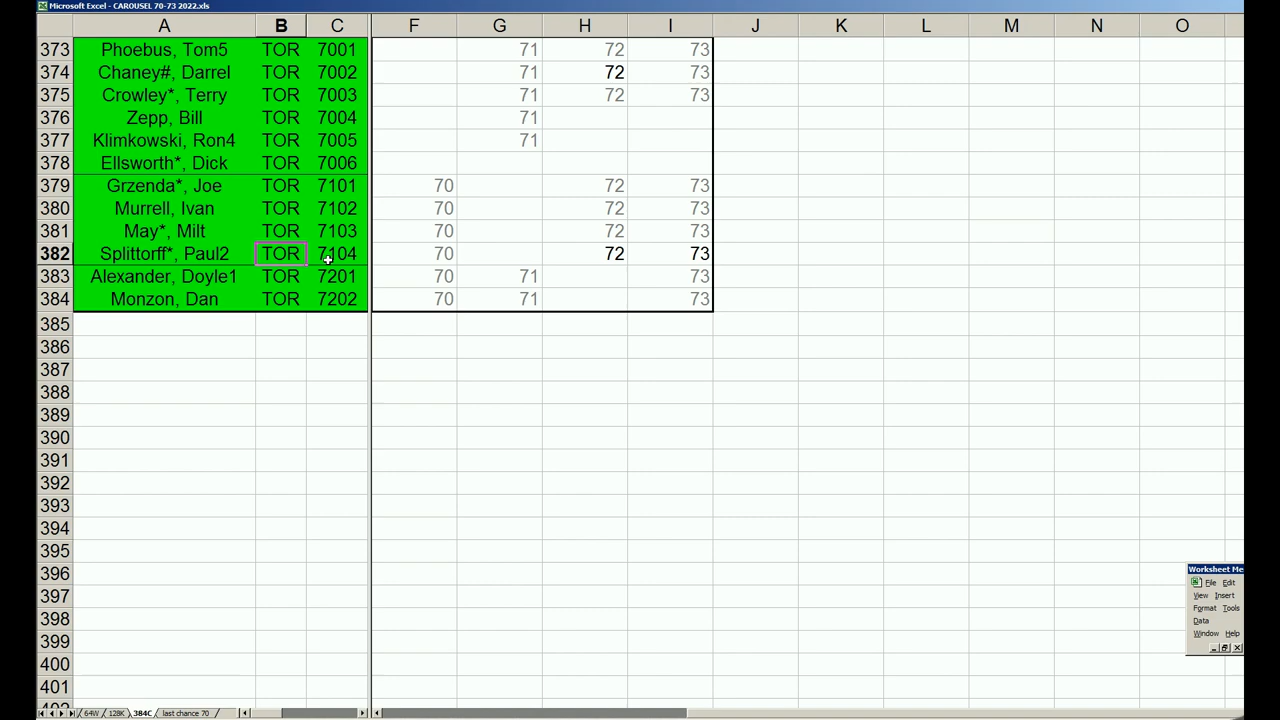 Microsoft Excel - CAROUSEL 70-73 2022.xls
A B C F G H I J K L M N O
373 Phoebus, Tom5 TOR 7001 71 72 73
374 Chaney#, Darrel TOR 7002 71 72 73
375 Crowley*, Terry TOR 7003 71 72 73
376 Zepp, Bill TOR 7004 71
377 Klimkowski, Ron4 TOR 7005 71
378 Ellsworth*, Dick TOR 7006
379 Grzenda*, Joe TOR 7101 70 72 73
380 Murrell, Ivan TOR 7102 70 72 73
381 May*, Milt TOR 7103 70 72 73
382 Splittorff*, Paul2 TOR 7104 70 72 73
383 Alexander, Doyle1 TOR 7201 70 71 73
384 Monzon, Dan TOR 7202 70 71 73
385
386
387
388
389
390
391
392
393
394
395
396
397
398
399
400
401
Worksheet Me
File Edit
View Insert
Format Tools
Data
Window Help
64W 128K 384C last chance 70